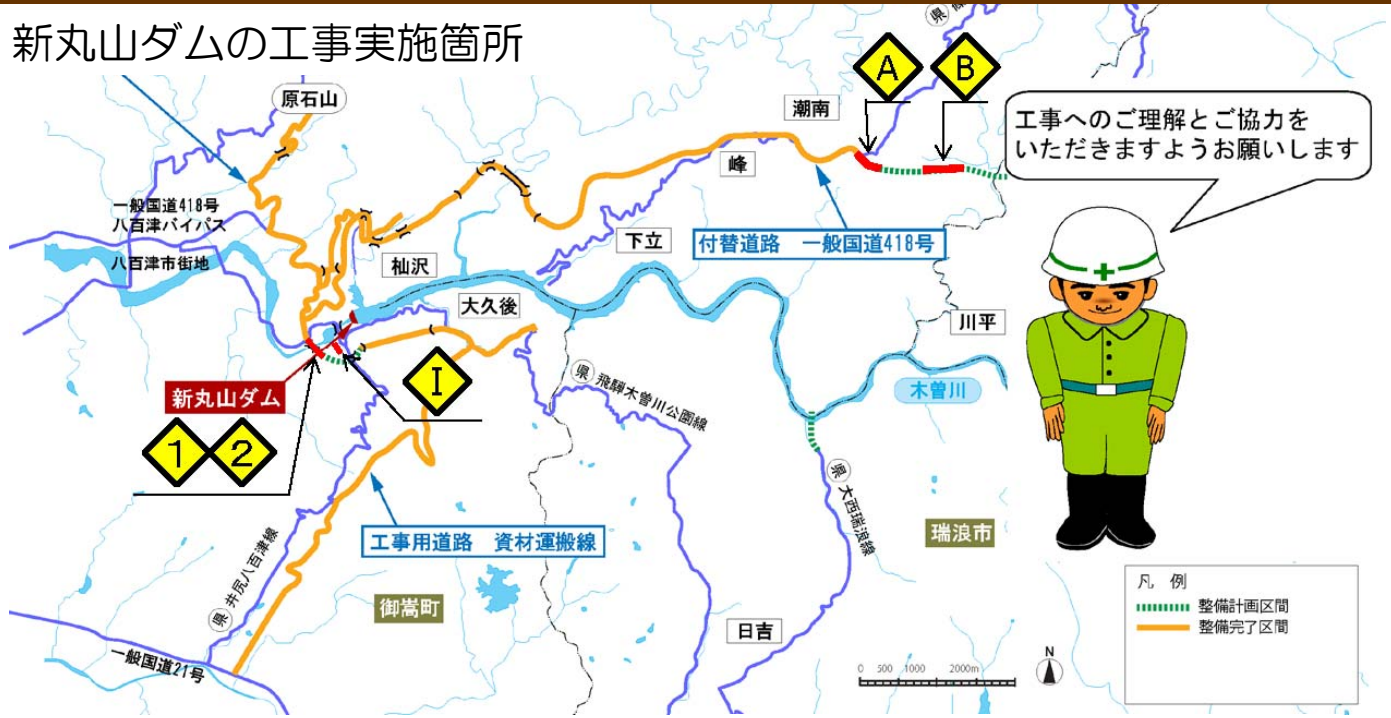 新丸山ダムの工事実施箇所
県
A
B
原石山
潮南
工事へのご理解とご協力を
いただきますようお願いします
峰
一般国道418号
八百津バイパス
下立
付替道路 一般国道418号
八百津市街地
杣沢
大久後
川平
I
県 飛騨木曽川公園線
木曽川
新丸山ダム
1
2
県 大西瑞浪線
瑞浪市
工事用道路 資材運搬線
県 井尻八百津線
御嵩町
凡 例
整備計画区間
整備完了区間
日吉
一般国道21号
N
0 500 1000 2000m